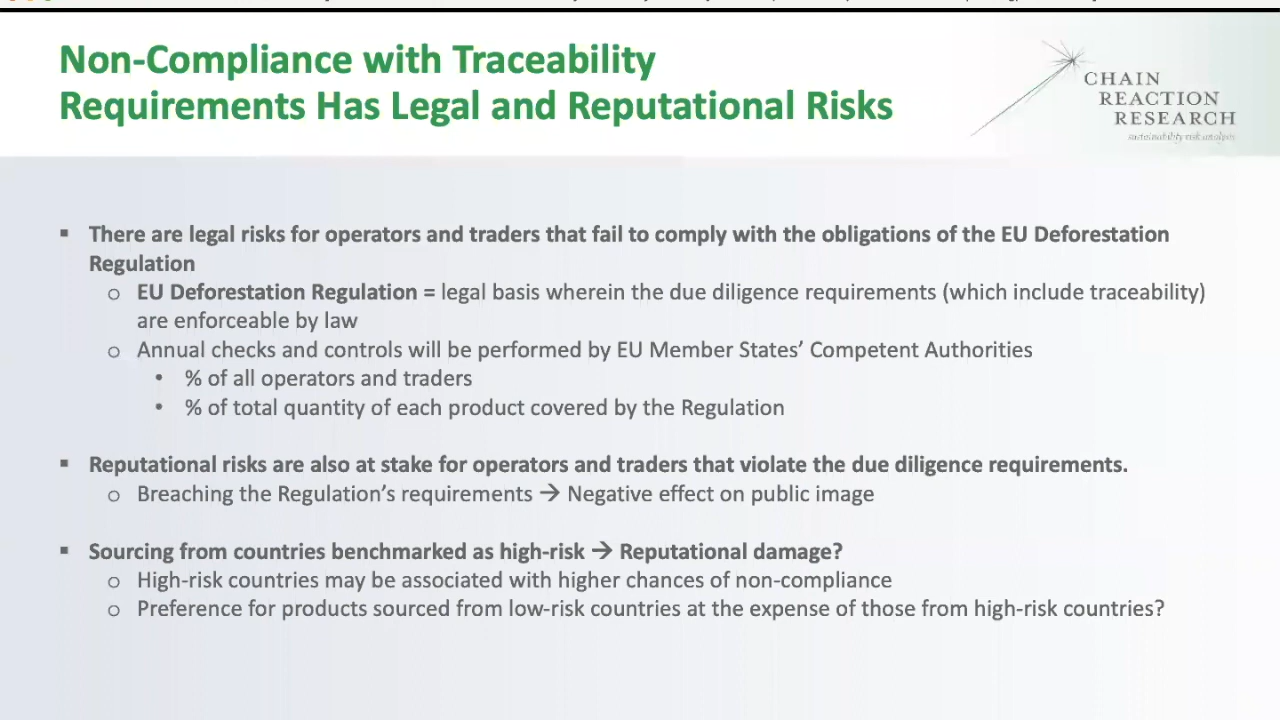 Non-Compliance with Traceability
Requirements Has Legal and Reputational Risks
CHAIN
REACTION
RESEARCH
sustainability risk analysis
▪ There are legal risks for operators and traders that fail to comply with the obligations of the EU Deforestation
Regulation
o EU Deforestation Regulation = legal basis wherein the due diligence requirements (which include traceability)
are enforceable by law
o Annual checks and controls will be performed by EU Member States’ Competent Authorities
• % of all operators and traders
• % of total quantity of each product covered by the Regulation
▪ Reputational risks are also at stake for operators and traders that violate the due diligence requirements.
o Breaching the Regulation’s requirements → Negative effect on public image
▪ Sourcing from countries benchmarked as high-risk → Reputational damage?
o High-risk countries may be associated with higher chances of non-compliance
o Preference for products sourced from low-risk countries at the expense of those from high-risk countries?